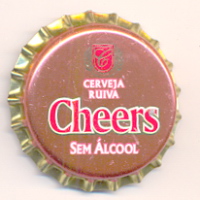 CERVEJA
RUIVA
Cheers
SEM ÁLCOOL